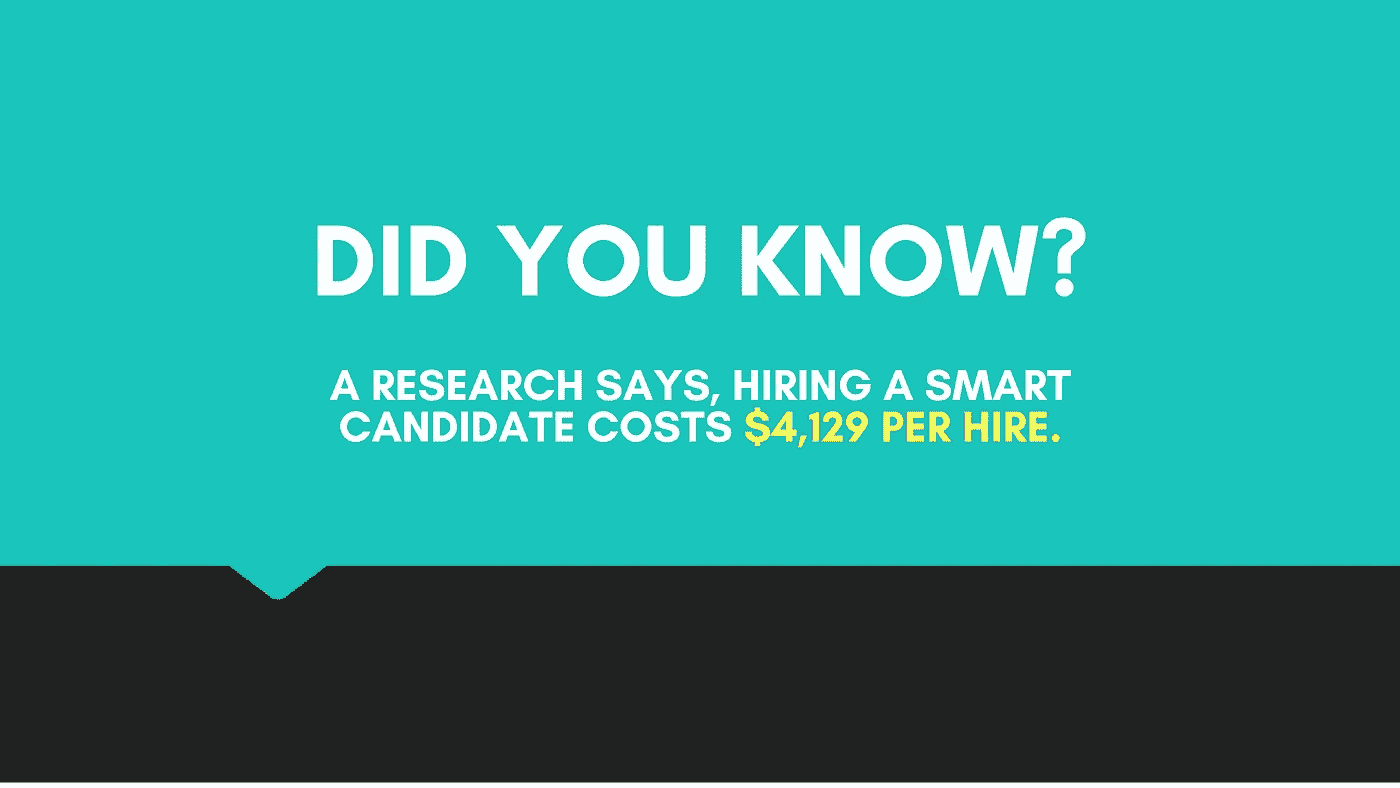 DID YOU KNOW?
A RESEARCH SAYS, HIRING A SMART
CANDIDATE COSTS $4,129 PER HIRE.